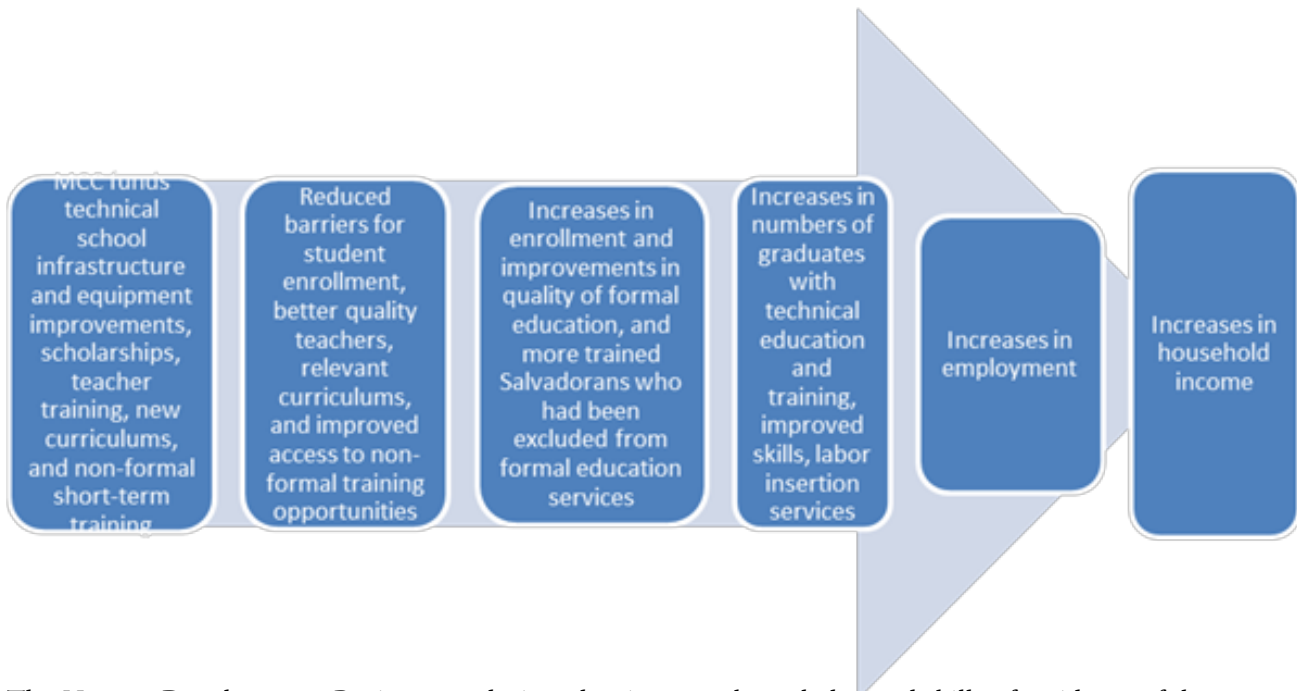 MCC funds
technical
school
infrastructure
and equipment
improvements,
scholarships,
teacher
training, new
curriculums,
and non-formal
short-term
training
Reduced
barriers for
student
enrollment,
better quality
teachers,
relevant
curriculums,
and improved
access to non-
formal training
opportunities
Increases in
enrollment and
improvements in
quality of formal
education, and
more trained
Salvadorans who
had been
excluded from
formal education
services
Increases in
numbers of
graduates
with
technical
education
and
training,
improved
skills, labor
insertion
services
Increases in
employment
Increases in
household
income